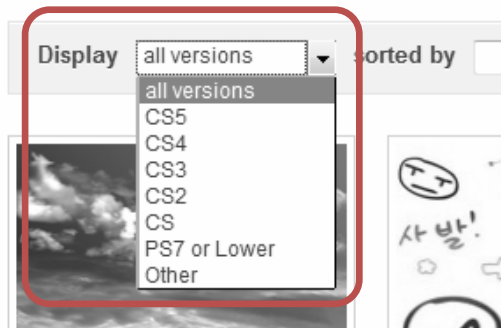 Display all versions sorted by
all versions
CS5
CS4
CS3
CS2
CS
PS7 or Lower
Other
사발!